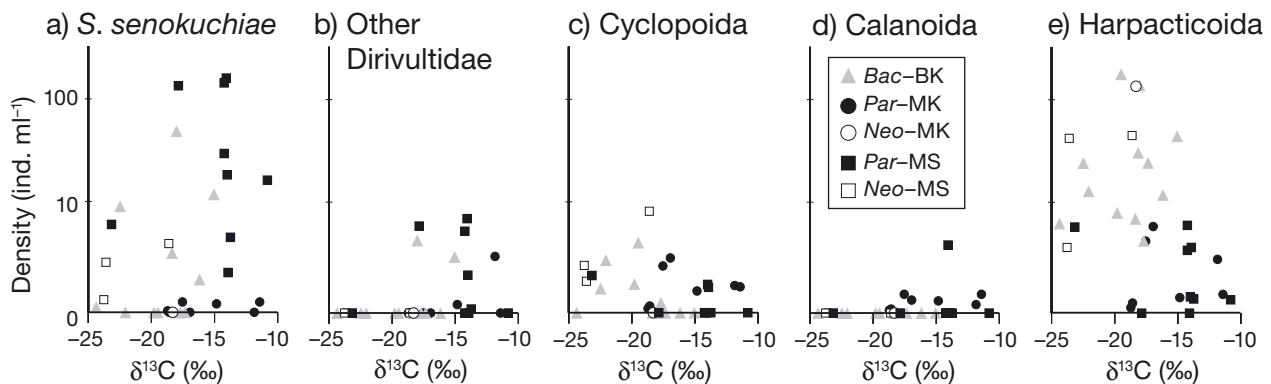 a) S. senokuchiae
b) Other
Dirivultidae
c) Cyclopoida
d) Calanoida
e) Harpacticoida
Density (ind. ml–1)
100
10
0
Bac–BK
Par–MK
Neo–MK
Par–MS
Neo–MS
–25 –20 –15 –10
–25 –20 –15 –10
–25 –20 –15 –10
–25 –20 –15 –10
–25 –20 –15 –10
δ13C (‰)
δ13C (‰)
δ13C (‰)
δ13C (‰)
δ13C (‰)